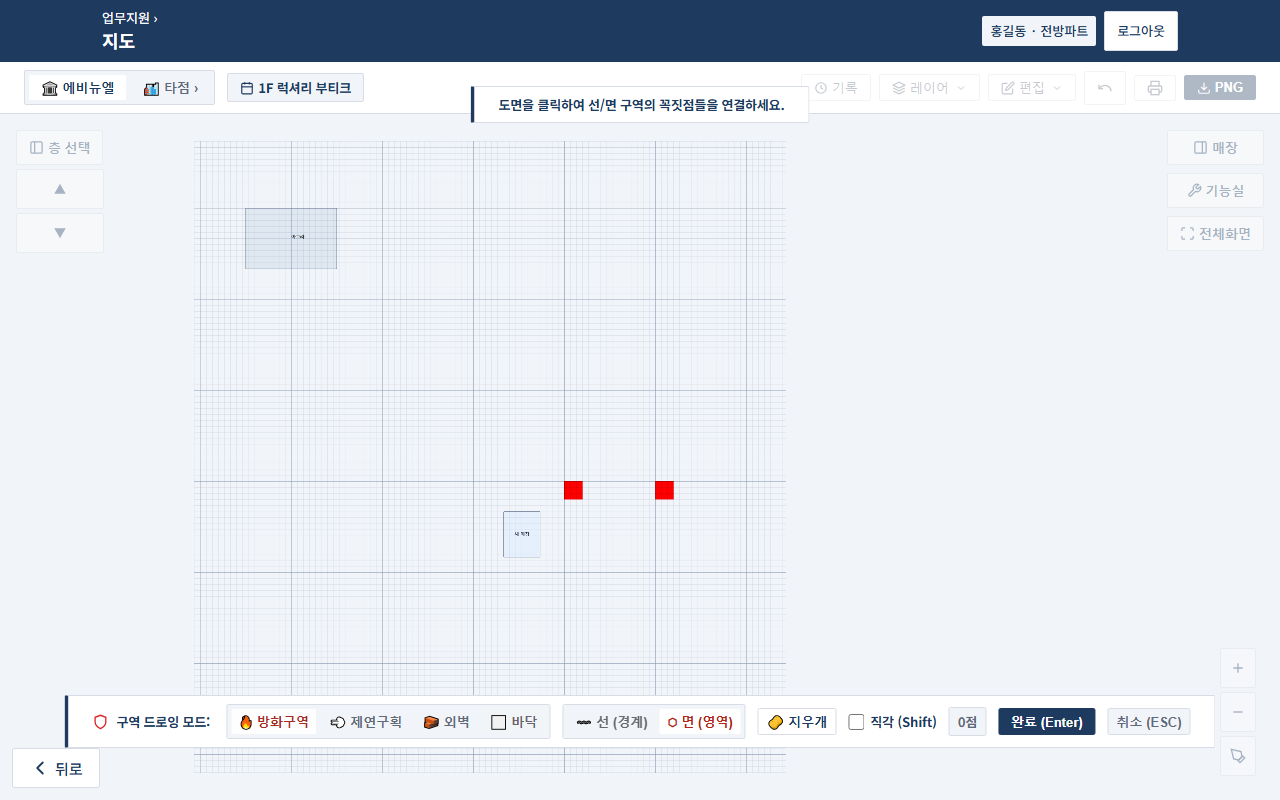 업무지원 ›
지도
홍길동 · 전방파트
로그아웃
에비뉴엘
타점 ›
1F 럭셔리 부티크
도면을 클릭하여 선/면 구역의 꼭짓점들을 연결하세요.
기록
레이어
편집
PNG
층 선택
▲
▼
매장
기능실
전체화면
구역 드로잉 모드:
방화구역
제연구획
외벽
바닥
선 (경계)
면 (영역)
지우개
직각 (Shift)
0점
완료 (Enter)
취소 (ESC)
뒤로